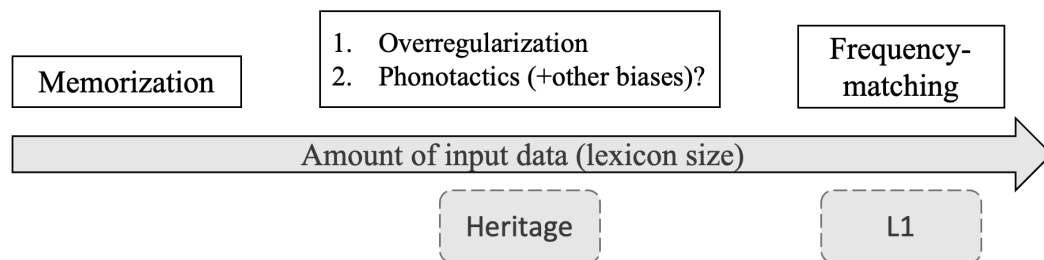 Memorization
1. Overregularization
2. Phonotactics (+other biases)?
Frequency-
matching
Amount of input data (lexicon size)
Heritage
L1